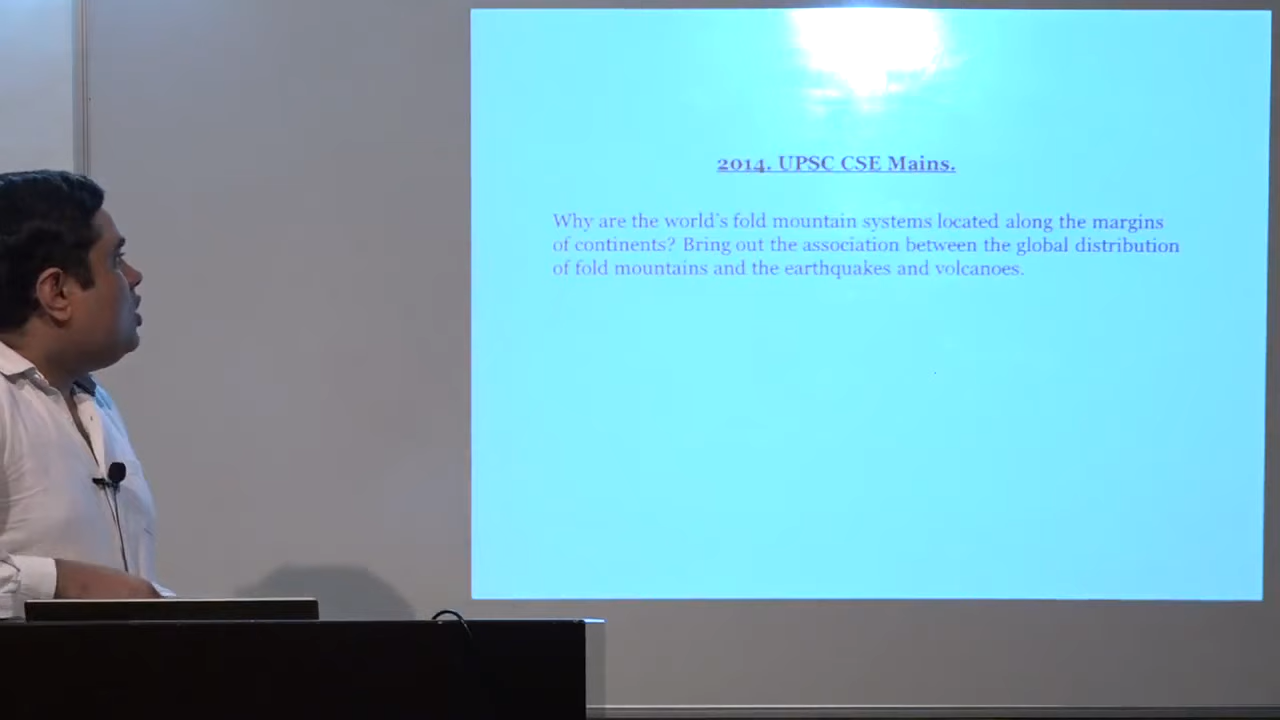 2014. UPSC CSE Mains.
Why are the world's fold mountain systems located along the margins
of continents? Bring out the association between the global distribution
of fold mountains and the earthquakes and volcanoes.